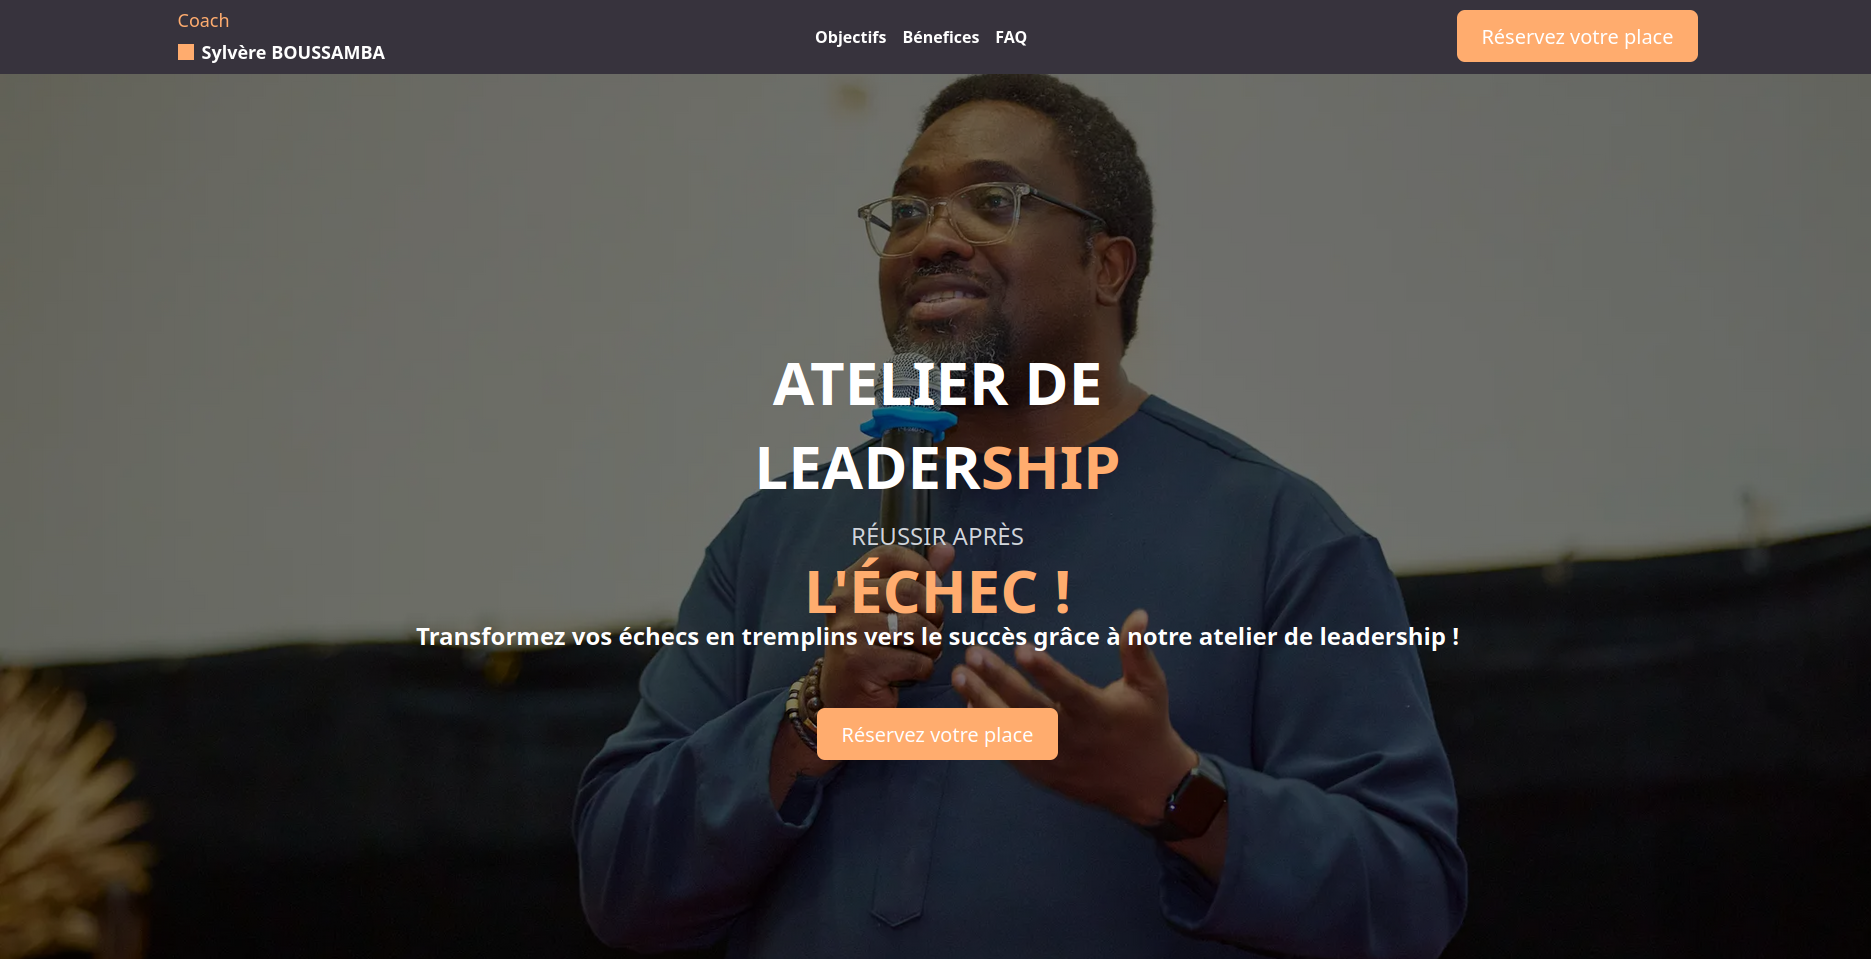 Coach
Sylvère BOUSSAMBA
Objectifs Bénefices FAQ
Réservez votre place
ATELIER DE
LEADERSHIP
RÉUSSIR APRÈS
L'ÉCHEC !
Transformez vos échecs en tremplins vers le succès grâce à notre atelier de leadership !
Réservez votre place